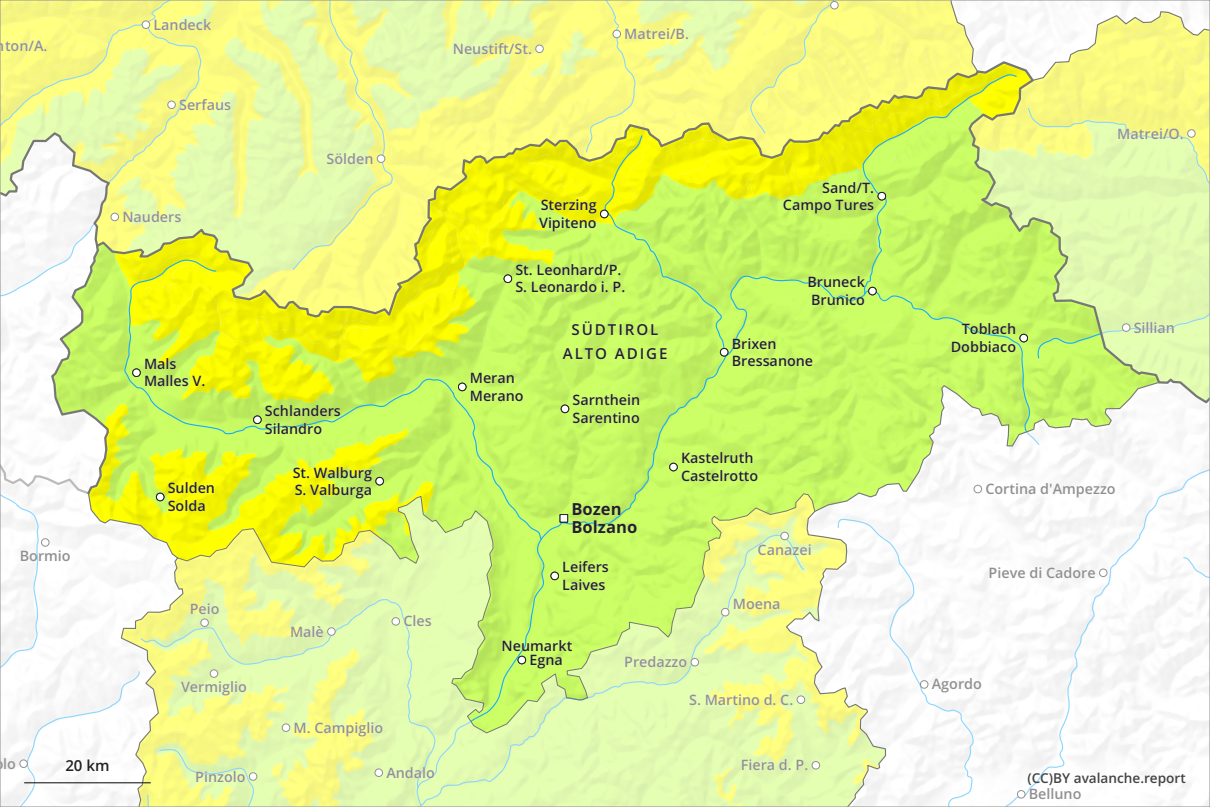 Landeck
Matrei/B.
nton/A.
Neustift/St.
Serfaus
Matrei/O.
Sölden
Sand/T.
Campo Tures
Nauders
Sterzing
Vipiteno
St. Leonhard/P.
S. Leonardo i. P.
Bruneck
Brunico
SÜDTIROL
ALTO ADIGE
Toblach
Dobbiaco
Sillian
Brixen
Bressanone
Mals
Malles V.
Meran
Merano
Sarnthein
Sarentino
Schlanders
Silandro
Kastelruth
Castelrotto
St. Walburg
S. Valburga
Sulden
Solda
Cortina d'Ampezzo
Bozen
Bolzano
Bormio
Canazei
Leifers
Laives
Pieve di Cadore
Peio
Moena
Malè
Cles
Neumarkt
Egna
Predazzo
Vermiglio
Agordo
S. Martino d. C.
M. Campiglio
20 km
olo
Pinzolo
Andalo
Fiera d. P.
(CC)BY avalanche.report
Belluno